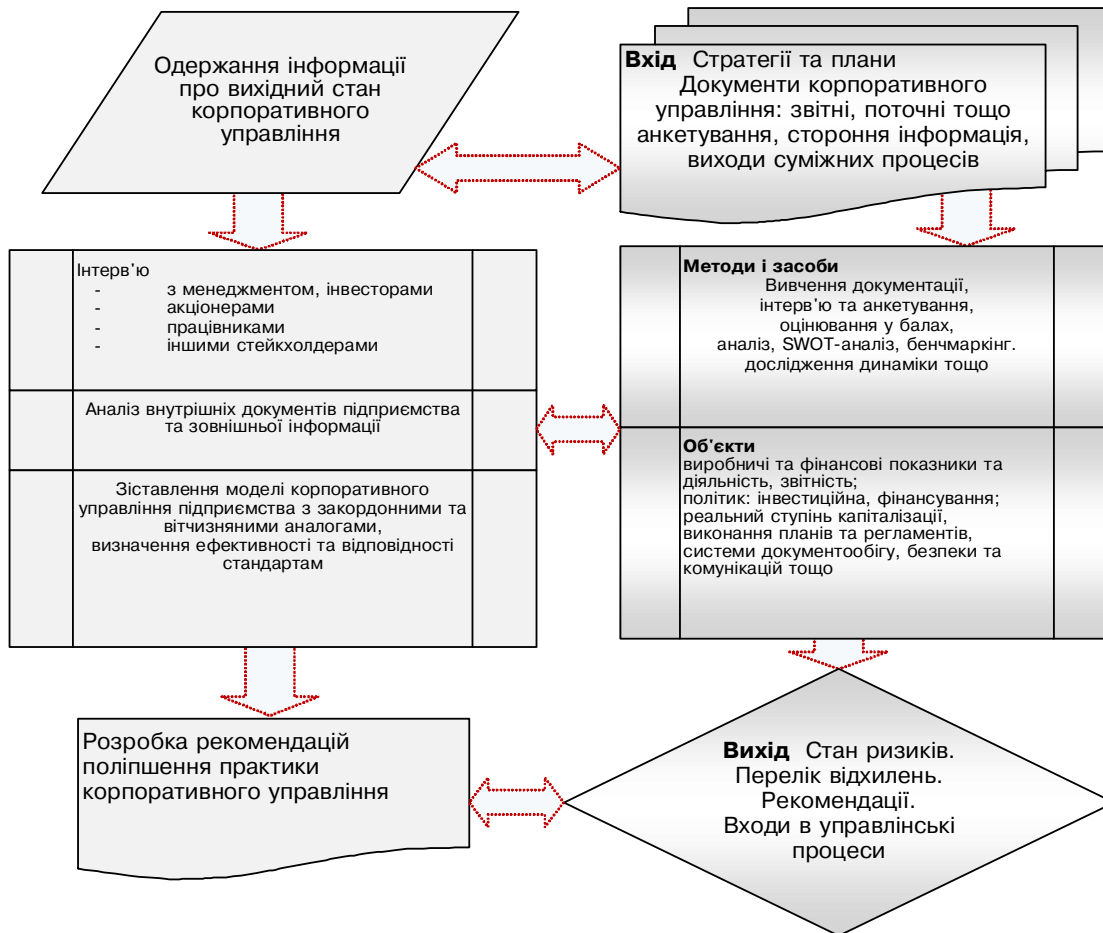 Одержання інформації
про вихідний стан
корпоративного
управління
Вхід Стратегії та плани
Документи корпоративного
управління: звітні, поточні тощо
анкетування, стороння інформація,
виходи суміжних процесів
Інтерв'ю
- з менеджментом, інвесторами
- акціонерами
- працівниками
- іншими стейкхолдерами
Аналіз внутрішніх документів підприємства
та зовнішньої інформації
Зіставлення моделі корпоративного
управління підприємства з закордонними та
вітчизняними аналогами,
визначення ефективності та відповідності
стандартам
Методи і засоби
Вивчення документації,
інтерв'ю та анкетування,
оцінювання у балах,
аналіз, SWOT-аналіз, бенчмаркінг.
дослідження динаміки тощо
Об'єкти
виробничі та фінансові показники та
діяльність, звітність;
політик: інвестиційна, фінансування;
реальний ступінь капіталізації,
виконання планів та регламентів,
системи документообігу, безпеки та
комунікацій тощо
Розробка рекомендацій
поліпшення практики
корпоративного управління
Вихід Стан ризиків.
Перелік відхилень.
Рекомендації.
Входи в управлінські
процеси